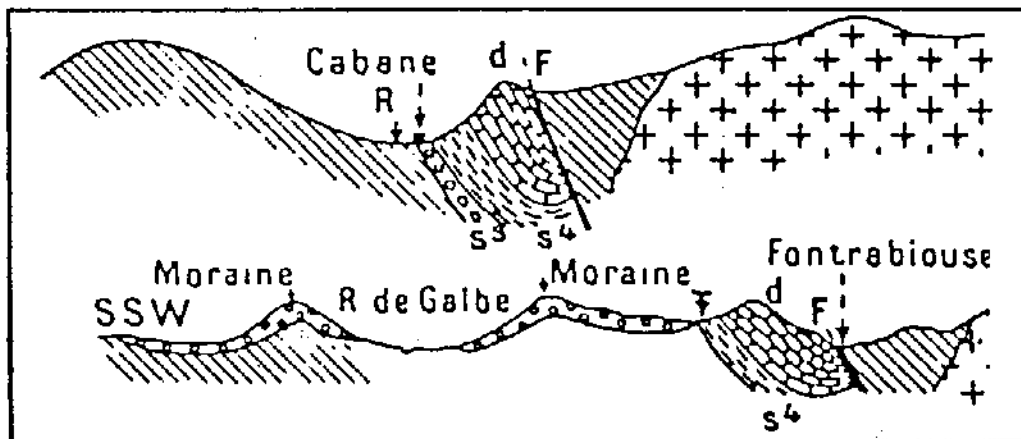 Cabane d F
R
s3 s4
Moraine Moraine Fontrabiouse
SSW R de Galbe d
F
s4